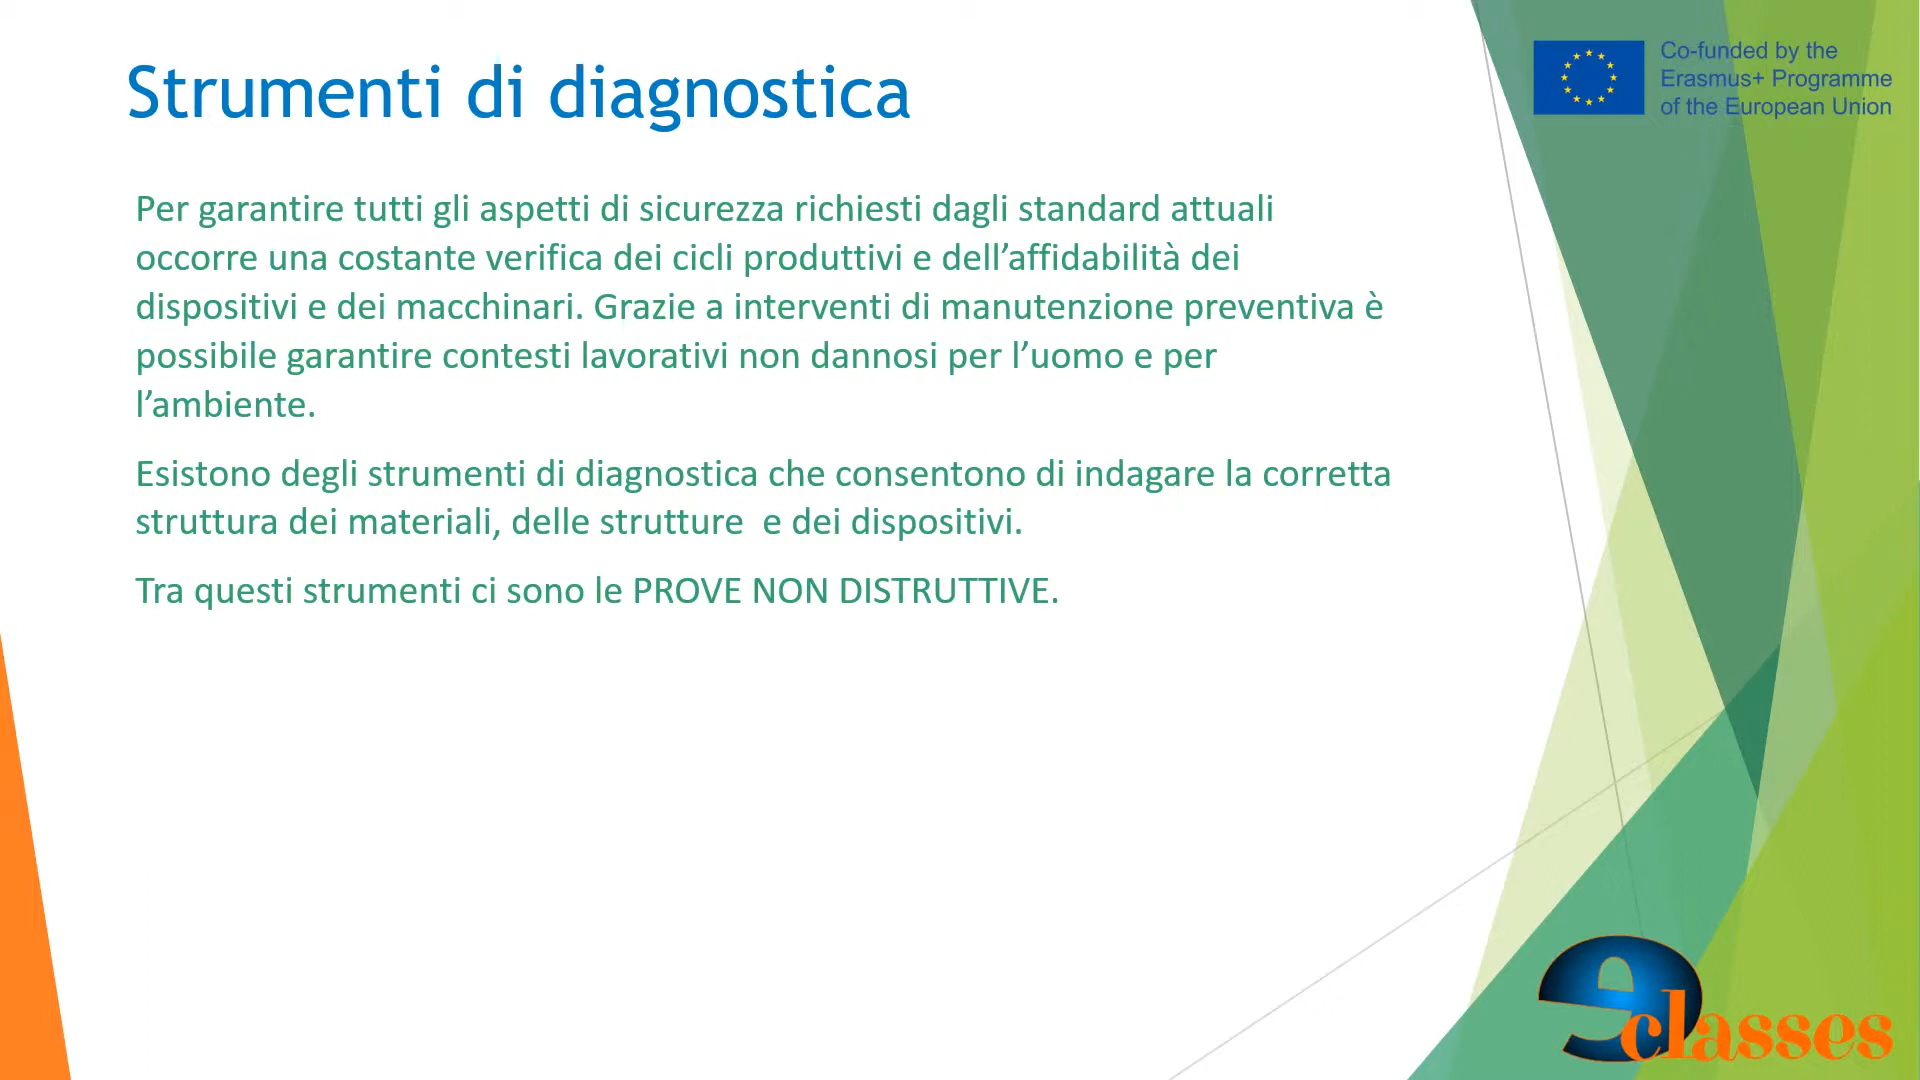 Strumenti di diagnostica
Co-funded by the
Erasmus+ Programme
of the European Union
Per garantire tutti gli aspetti di sicurezza richiesti dagli standard attuali
occorre una costante verifica dei cicli produttivi e dell’affidabilità dei
dispositivi e dei macchinari. Grazie a interventi di manutenzione preventiva è
possibile garantire contesti lavorativi non dannosi per l’uomo e per
l’ambiente.
Esistono degli strumenti di diagnostica che consentono di indagare la corretta
struttura dei materiali, delle strutture  e dei dispositivi.
Tra questi strumenti ci sono le PROVE NON DISTRUTTIVE.
e classes